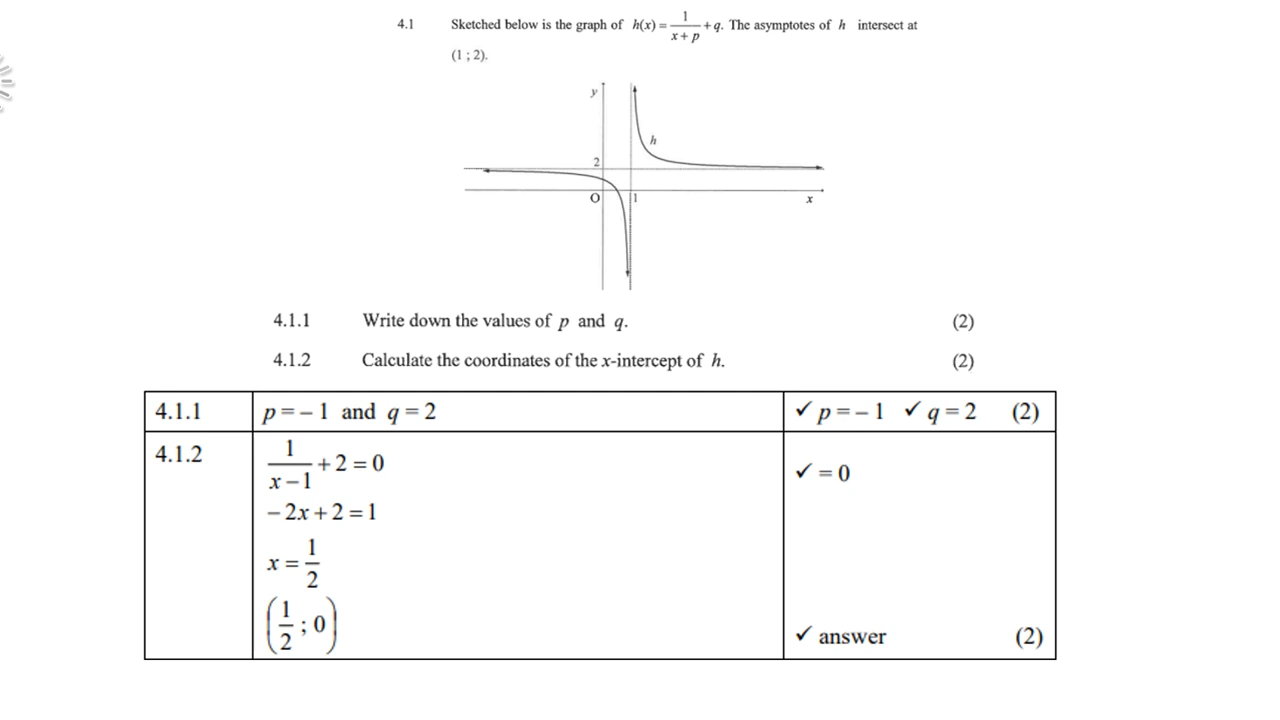 4.1 Sketched below is the graph of h(x) = 1/(x + p) + q. The asymptotes of h intersect at
(1 ; 2).
y
h
2
O 1 x
4.1.1 Write down the values of p and q. (2)
4.1.2 Calculate the coordinates of the x-intercept of h. (2)
4.1.1 p = – 1 and q = 2 ✓ p = – 1 ✓ q = 2 (2)
4.1.2 1/(x – 1) + 2 = 0 ✓ = 0
– 2x + 2 = 1
x = 1/2
(1/2 ; 0) ✓ answer (2)